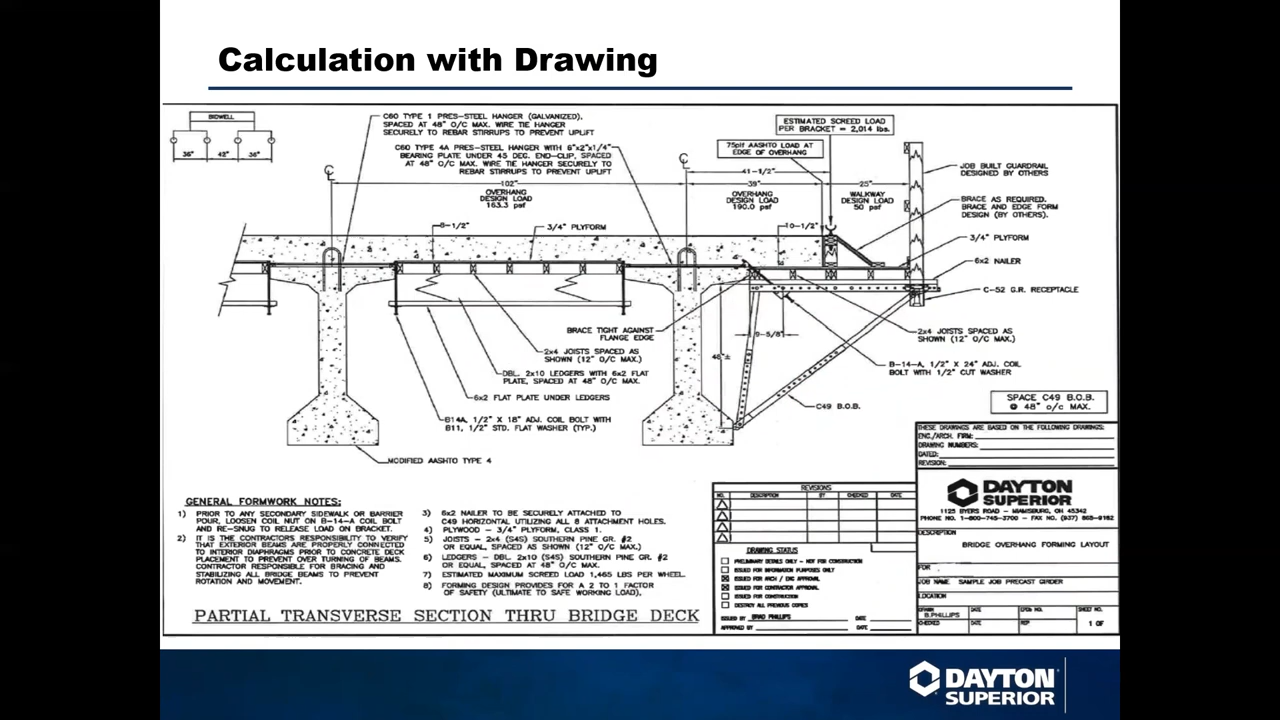 Calculation with Drawing
BIDWELL
36"
42"
36"
C60 TYPE 1 PRES-STEEL HANGER (GALVANIZED),
SPACED AT 48" O/C MAX. WIRE TIE HANGER
SECURELY TO REBAR STIRRUPS TO PREVENT UPLIFT
C60 TYPE 4A PRES-STEEL HANGER WITH 6"x2"x1/4"
BEARING PLATE UNDER 45 DEG. END-CLIP, SPACED
AT 48" O/C MAX. WIRE TIE HANGER SECURELY TO
REBAR STIRRUPS TO PREVENT UPLIFT
ESTIMATED SCREED LOAD
PER BRACKET = 2,014 lbs.
75plf AASHTO LOAD AT
EDGE OF OVERHANG
41-1/2"
102"
39"
25"
OVERHANG
DESIGN LOAD
163.3 psf
OVERHANG
DESIGN LOAD
190.0 psf
WALKWAY
DESIGN LOAD
50 psf
JOB BUILT GUARDRAIL
DESIGNED BY OTHERS
BRACE AS REQUIRED.
BRACE AND EDGE FORM
DESIGN (BY OTHERS).
8-1/2"
3/4" PLYFORM
10-1/2"
3/4" PLYFORM
6x2 NAILER
C-52 G.R. RECEPTACLE
BRACE TIGHT AGAINST
FLANGE EDGE
9-5/8"
48"±
2x4 JOISTS SPACED AS
SHOWN (12" O/C MAX.)
2x4 JOISTS SPACED AS
SHOWN (12" O/C MAX.)
DBL. 2x10 LEDGERS WITH 6x2 FLAT
PLATE, SPACED AT 48" O/C MAX.
B-14-A, 1/2" X 24" ADJ. COIL
BOLT WITH 1/2" CUT WASHER
6x2 FLAT PLATE UNDER LEDGERS
C49 B.O.B.
SPACE C49 B.O.B.
@ 48" o/c MAX.
B14A, 1/2" X 18" ADJ. COIL BOLT WITH
B11, 1/2" STD. FLAT WASHER (TYP.)
MODIFIED AASHTO TYPE 4
GENERAL FORMWORK NOTES:
1) PRIOR TO ANY SECONDARY SIDEWALK OR BARRIER
POUR, LOOSEN COIL NUT ON B-14-A COIL BOLT
AND RE-SNUG TO RELEASE LOAD ON BRACKET.
2) IT IS THE CONTRACTORS RESPONSIBILITY TO VERIFY
THAT EXTERIOR BEAMS ARE PROPERLY CONNECTED
TO INTERIOR DIAPHRAGMS PRIOR TO CONCRETE DECK
PLACEMENT TO PREVENT OVER TURNING OF BEAMS.
CONTRACTOR RESPONSIBLE FOR BRACING AND
STABILIZING ALL BRIDGE BEAMS TO PREVENT
ROTATION AND MOVEMENT.
3) 6x2 NAILER TO BE SECURELY ATTACHED TO
C49 HORIZONTAL UTILIZING ALL 8 ATTACHMENT HOLES.
4) PLYWOOD - 3/4" PLYFORM, CLASS 1.
5) JOISTS - 2x4 (S4S) SOUTHERN PINE GR. #2
OR EQUAL, SPACED AS SHOWN (12" O/C MAX.)
6) LEDGERS - DBL. 2x10 (S4S) SOUTHERN PINE GR. #2
OR EQUAL, SPACED AT 48" O/C MAX.
7) ESTIMATED MAXIMUM SCREED LOAD 1,465 LBS PER WHEEL.
8) FORMING DESIGN PROVIDES FOR A 2 TO 1 FACTOR
OF SAFETY (ULTIMATE TO SAFE WORKING LOAD).
PARTIAL TRANSVERSE SECTION THRU BRIDGE DECK
REVISIONS
NO. DESCRIPTION BY CHECKED DATE
DRAWING STATUS
PRELIMINARY DETAILS ONLY - NOT FOR CONSTRUCTION
ISSUED FOR INFORMATION PURPOSES ONLY
ISSUED FOR ARCH / ENG APPROVAL
ISSUED FOR CONTRACTOR APPROVAL
ISSUED FOR CONSTRUCTION
DESTROY ALL PREVIOUS COPIES
ISSUED BY BRAD PHILLIPS DATE
APPROVED BY DATE
THESE DRAWINGS ARE BASED ON THE FOLLOWING DRAWINGS:
ENG./ARCH. FIRM:
DRAWING NUMBERS:
DATED:
REVISION:
DAYTON
SUPERIOR
1125 BYERS ROAD - MIAMISBURG, OH 45342
DESCRIPTION
BRIDGE OVERHANG FORMING LAYOUT
FOR
JOB NAME SAMPLE JOB PRECAST GIRDER
LOCATION
DRAWN DATE SHEET NO.
B.PHILLIPS
CHECKED DATE 1 OF
DAYTON
SUPERIOR